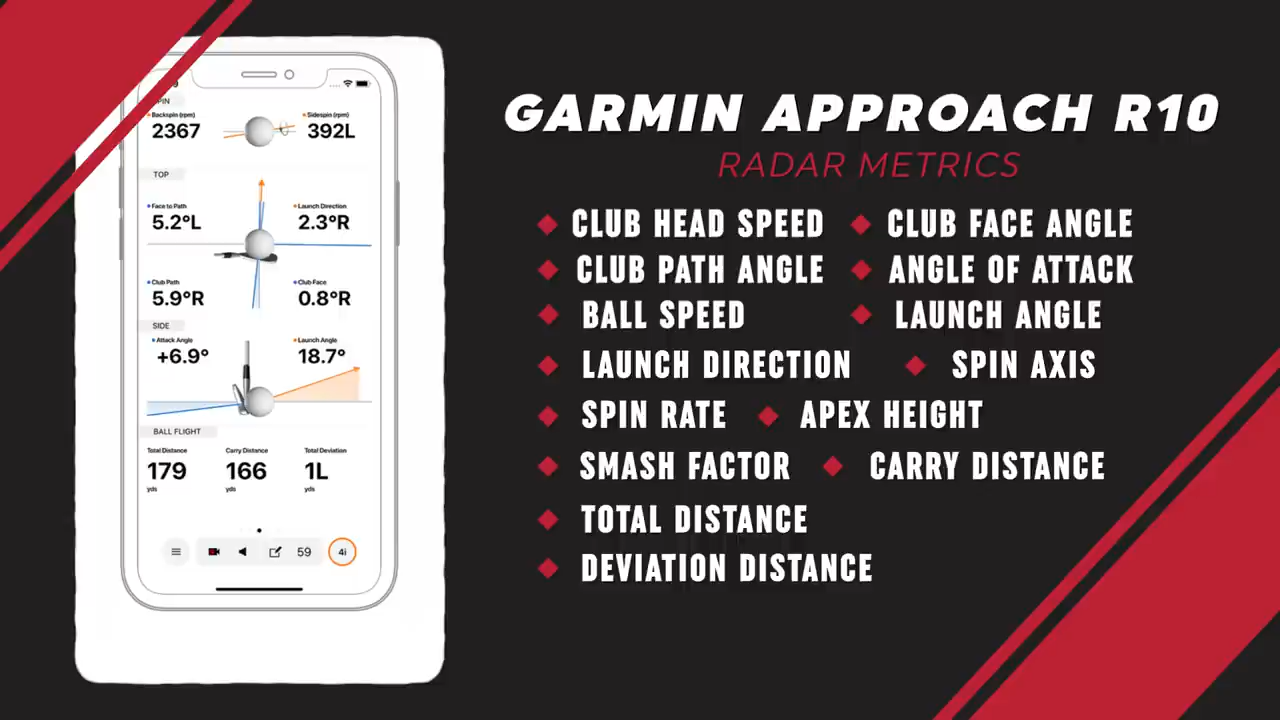 GARMIN APPROACH R10
RADAR METRICS
CLUB HEAD SPEED CLUB FACE ANGLE
CLUB PATH ANGLE ANGLE OF ATTACK
BALL SPEED LAUNCH ANGLE
LAUNCH DIRECTION SPIN AXIS
SPIN RATE APEX HEIGHT
SMASH FACTOR CARRY DISTANCE
TOTAL DISTANCE
DEVIATION DISTANCE
Backspin (rpm) Sidespin (rpm)
2367 392L
TOP
Face to Path Launch Direction
5.2°L 2.3°R
Club Path Club Face
5.9°R 0.8°R
SIDE
Attack Angle Launch Angle
+6.9° 18.7°
BALL FLIGHT
Total Distance Carry Distance Total Deviation
179 166 1L
yds yds yds
59 4i